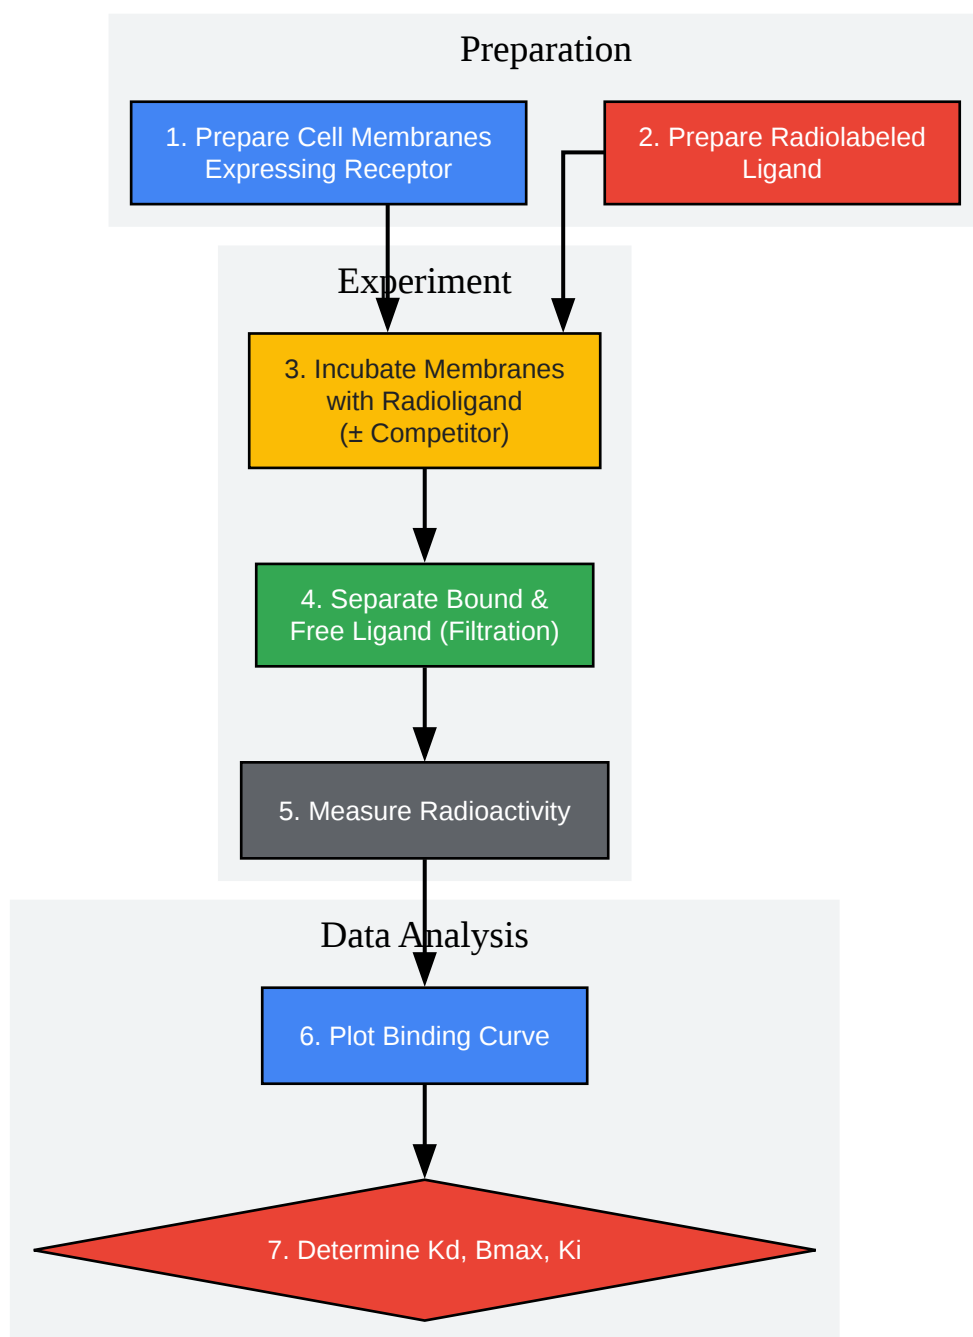 Preparation
1. Prepare Cell Membranes
Expressing Receptor
2. Prepare Radiolabeled
Ligand
Experiment
3. Incubate Membranes
with Radioligand
(± Competitor)
4. Separate Bound &
Free Ligand (Filtration)
5. Measure Radioactivity
Data Analysis
6. Plot Binding Curve
7. Determine Kd, Bmax, Ki